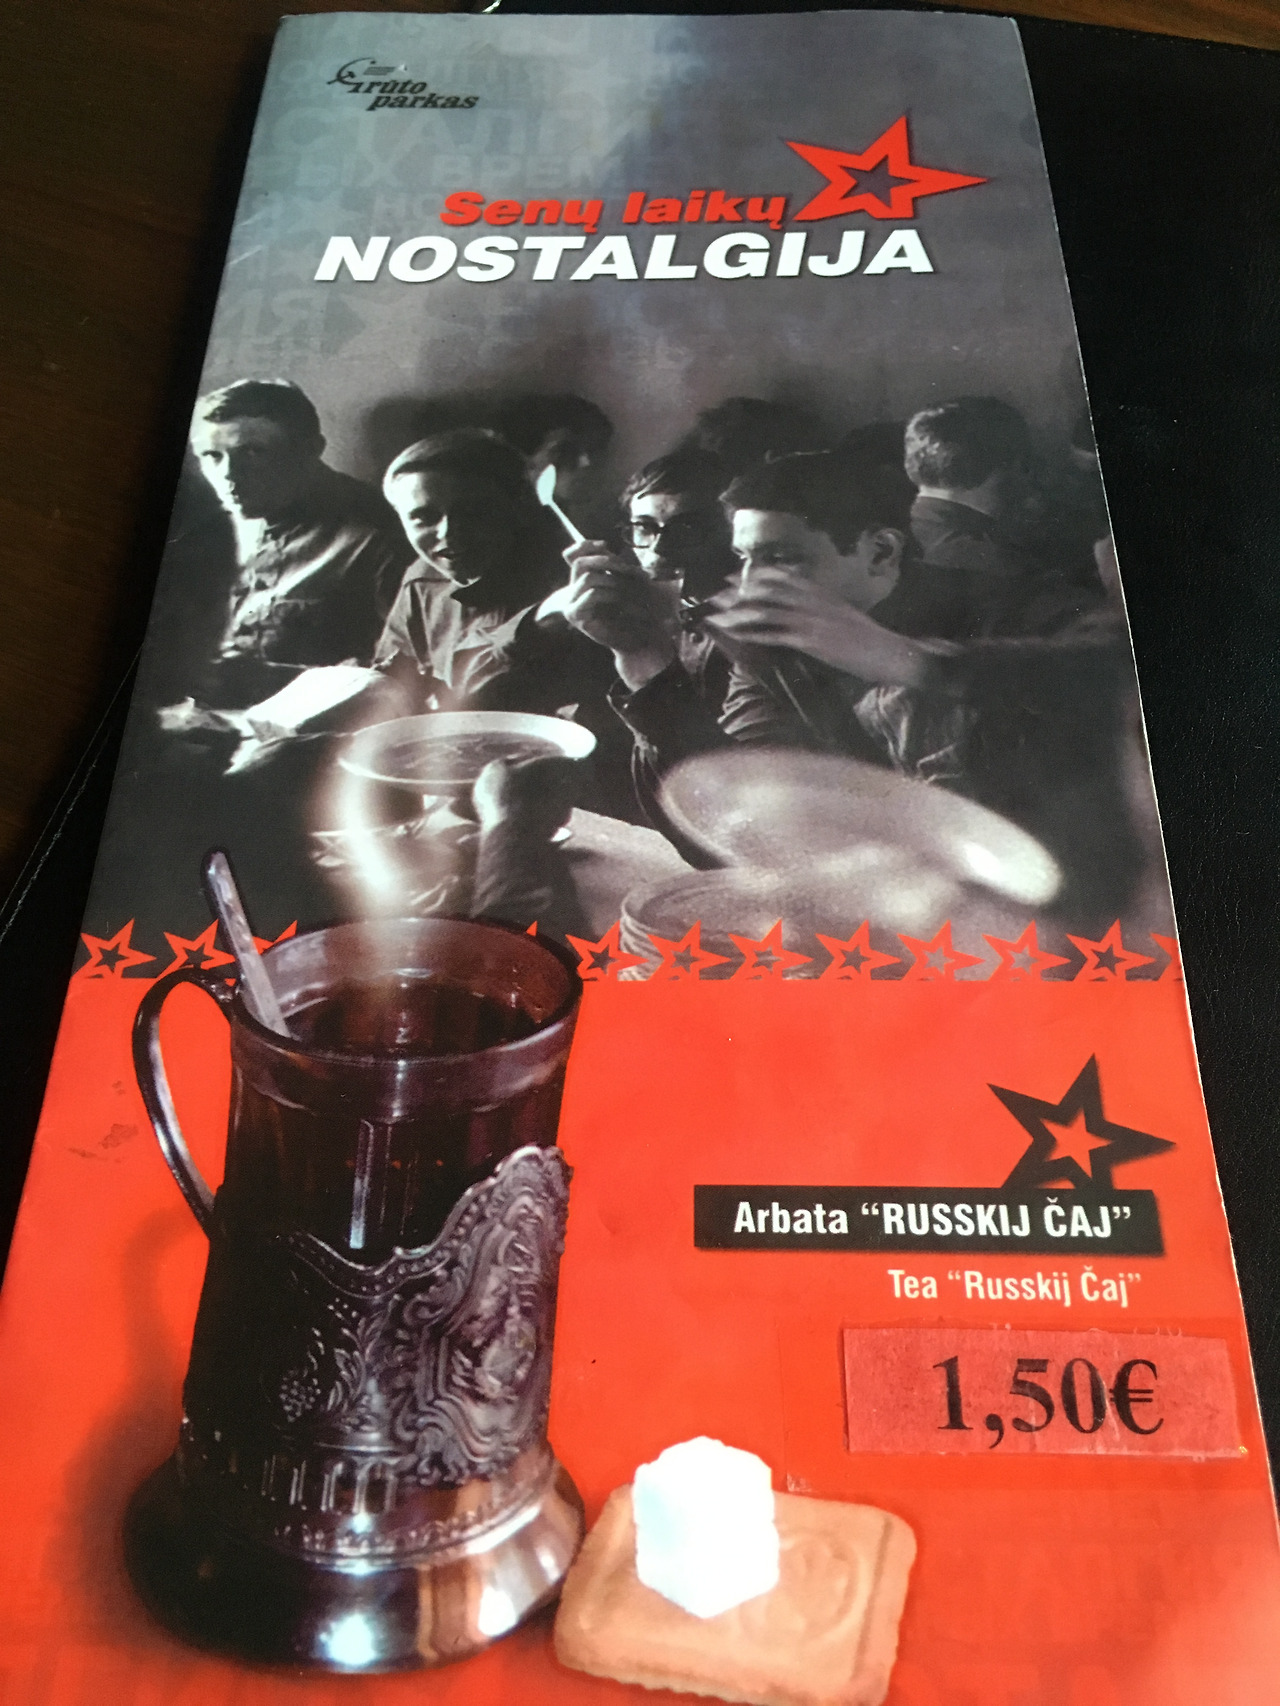 Grūto
parkas
Senų laikų
NOSTALGIJA
Arbata “RUSSKIJ ČAJ”
Tea “Russkij Čaj”
1,50€